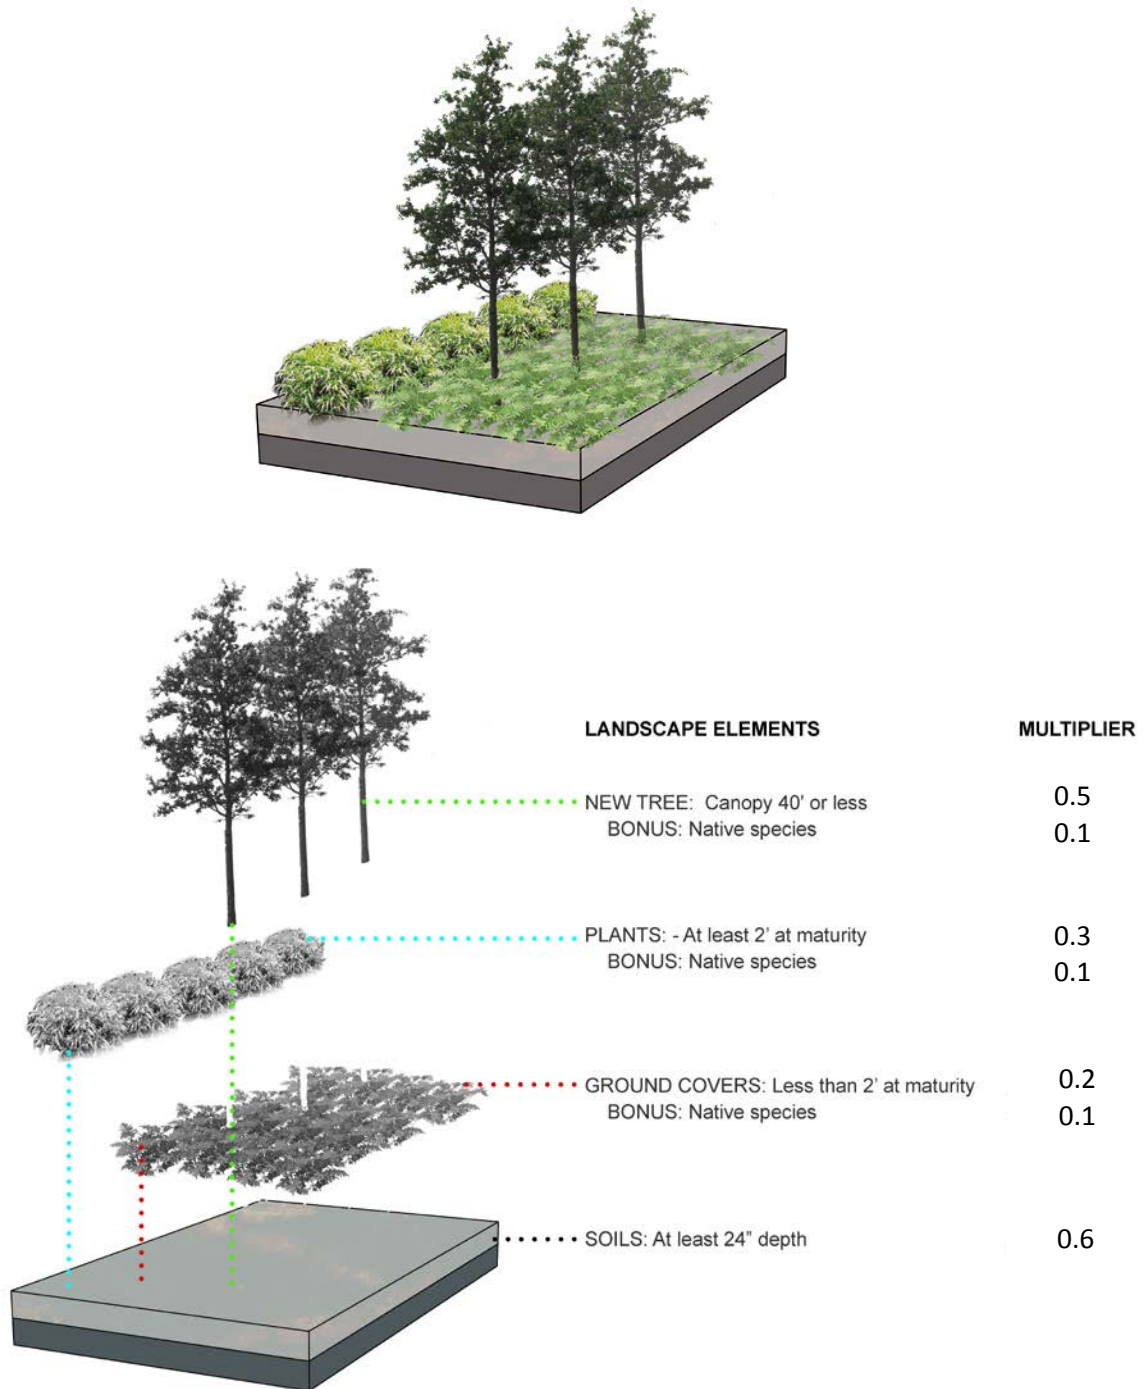 LANDSCAPE ELEMENTS MULTIPLIER
NEW TREE: Canopy 40' or less 0.5
BONUS: Native species 0.1
PLANTS: - At least 2’ at maturity 0.3
BONUS: Native species 0.1
GROUND COVERS: Less than 2’ at maturity 0.2
BONUS: Native species 0.1
SOILS: At least 24” depth 0.6